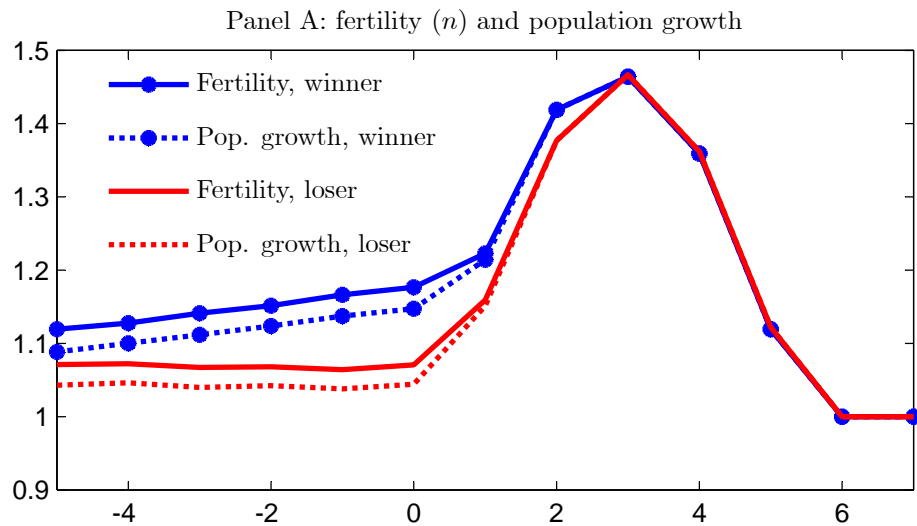 Panel A: fertility (n) and population growth
1.5
1.4
1.3
1.2
1.1
1
0.9
Fertility, winner
Pop. growth, winner
Fertility, loser
Pop. growth, loser
-4 -2 0 2 4 6